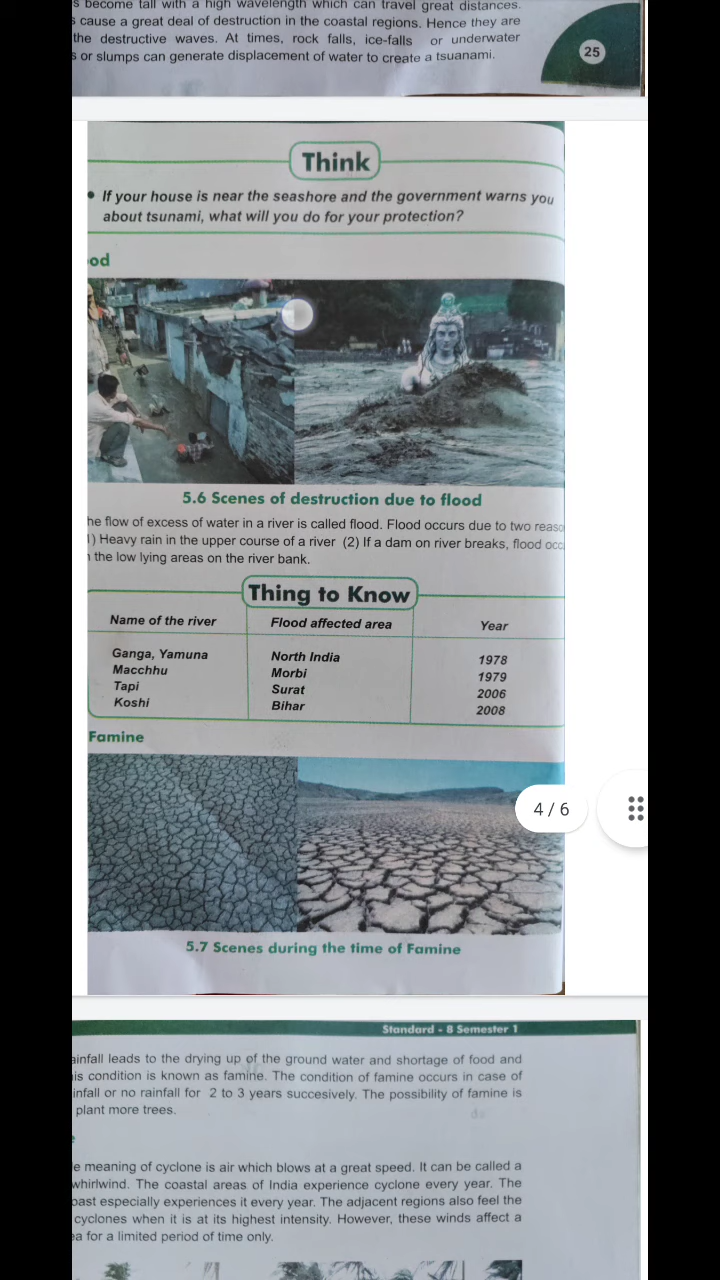 become tall with a high wavelength which can travel great distances.
cause a great deal of destruction in the coastal regions. Hence they are
the destructive waves. At times, rock falls, ice-falls or underwater
or slumps can generate displacement of water to create a tsuanami.
25
Think
• If your house is near the seashore and the government warns you
about tsunami, what will you do for your protection?
od
5.6 Scenes of destruction due to flood
he flow of excess of water in a river is called flood. Flood occurs due to two reaso
1) Heavy rain in the upper course of a river (2) If a dam on river breaks, flood occ
the low lying areas on the river bank.
Thing to Know
Name of the river Flood affected area Year
Ganga, Yamuna North India 1978
Macchhu Morbi 1979
Tapi Surat 2006
Koshi Bihar 2008
Famine
4 / 6
5.7 Scenes during the time of Famine
Standard - 8 Semester 1
ainfall leads to the drying up of the ground water and shortage of food and
is condition is known as famine. The condition of famine occurs in case of
infall or no rainfall for 2 to 3 years succesively. The possibility of famine is
plant more trees.
e meaning of cyclone is air which blows at a great speed. It can be called a
whirlwind. The coastal areas of India experience cyclone every year. The
oast especially experiences it every year. The adjacent regions also feel the
cyclones when it is at its highest intensity. However, these winds affect a
ea for a limited period of time only.